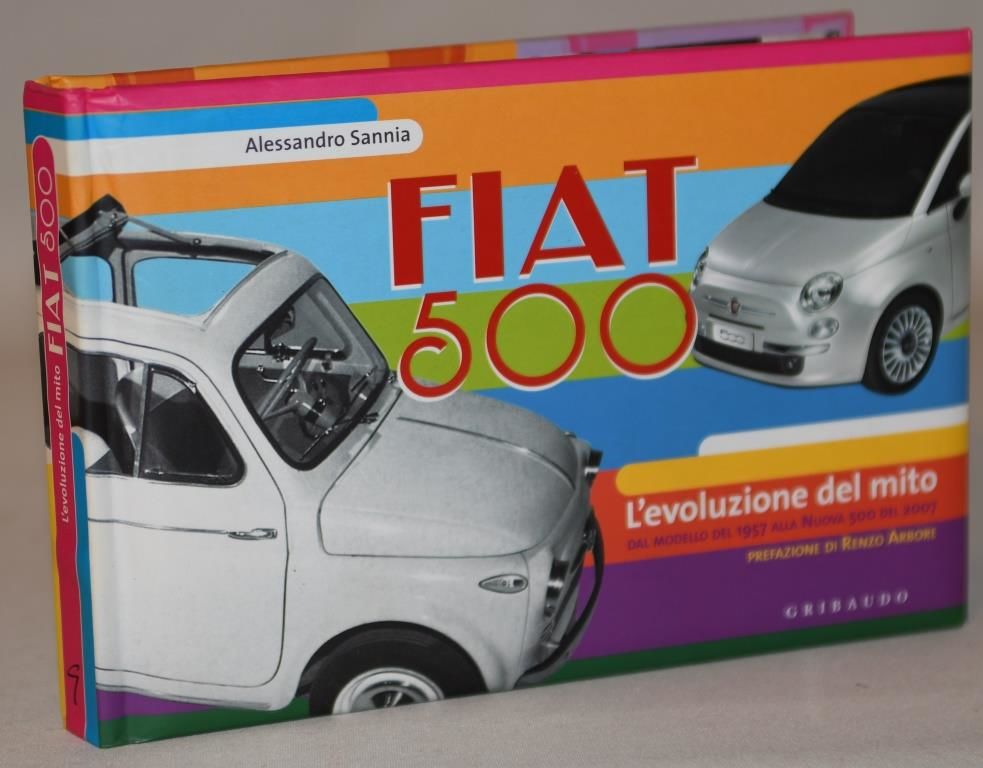 Alessandro Sannia
FIAT
500
L'evoluzione del mito
DAL MODELLO DEL 1957 ALLA NUOVA 500 DEL 2007
PREFAZIONE DI RENZO ARBORE
GRIBAUDO
L'evoluzione del mito FIAT 500
500